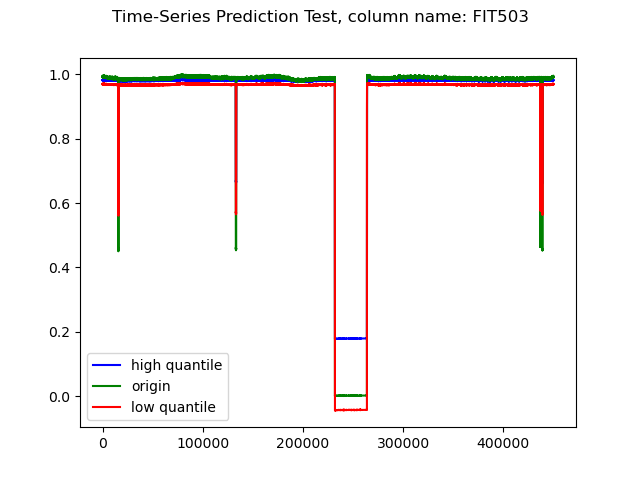 Time-Series Prediction Test, column name: FIT503
1.0
0.8
0.6
0.4
0.2
0.0
high quantile
origin
low quantile
0 100000 200000 300000 400000